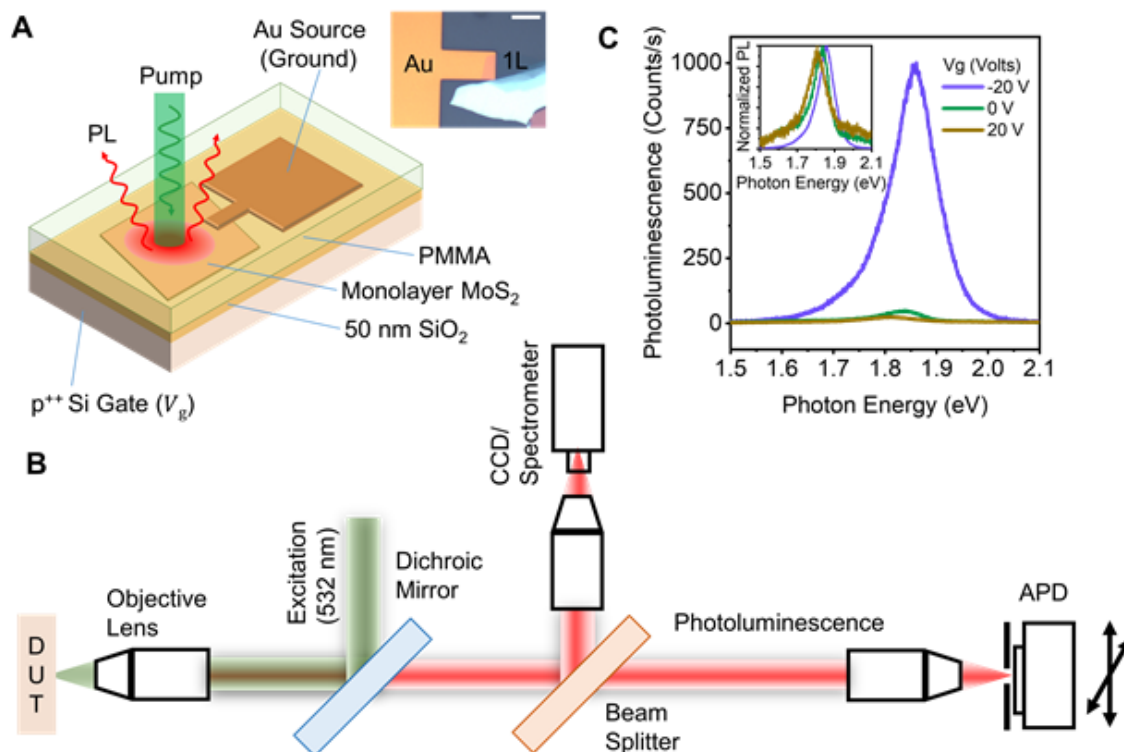 A
Au Source
(Ground)
Pump
PL
Au
1L
PMMA
Monolayer MoS₂
50 nm SiO₂
p⁺⁺ Si Gate (V_g)
C
Photoluminescnence (Counts/s)
1000
750
500
250
0
1.5 1.6 1.7 1.8 1.9 2.0 2.1
Photon Energy (eV)
Normalized PL
1.5 1.7 1.9 2.1
Photon Energy (eV)
Vg (Volts)
-20 V
0 V
20 V
B
DUT
Objective
Lens
Excitation
(532 nm)
Dichroic
Mirror
CCD/
Spectrometer
Beam
Splitter
Photoluminescence
APD